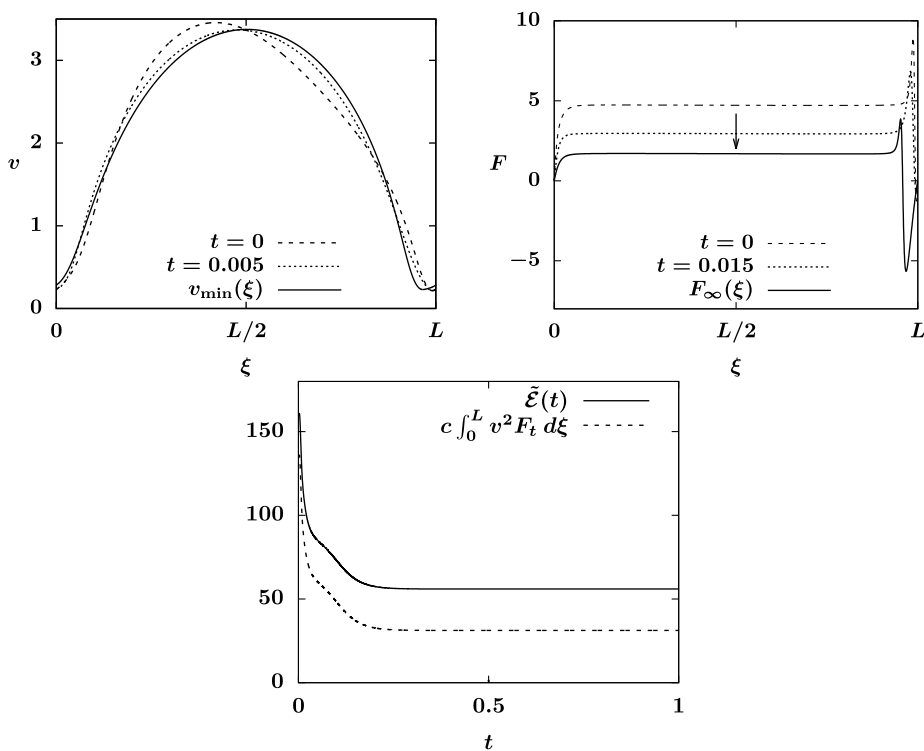 3
2
1
0
v
t = 0
t = 0.005
v_min(ξ)
0
L/2
L
ξ
10
5
0
−5
F
t = 0
t = 0.015
F_∞(ξ)
0
L/2
L
ξ
150
100
50
0
Ẽ(t)
c ∫_0^L v^2 F_t dξ
0
0.5
1
t